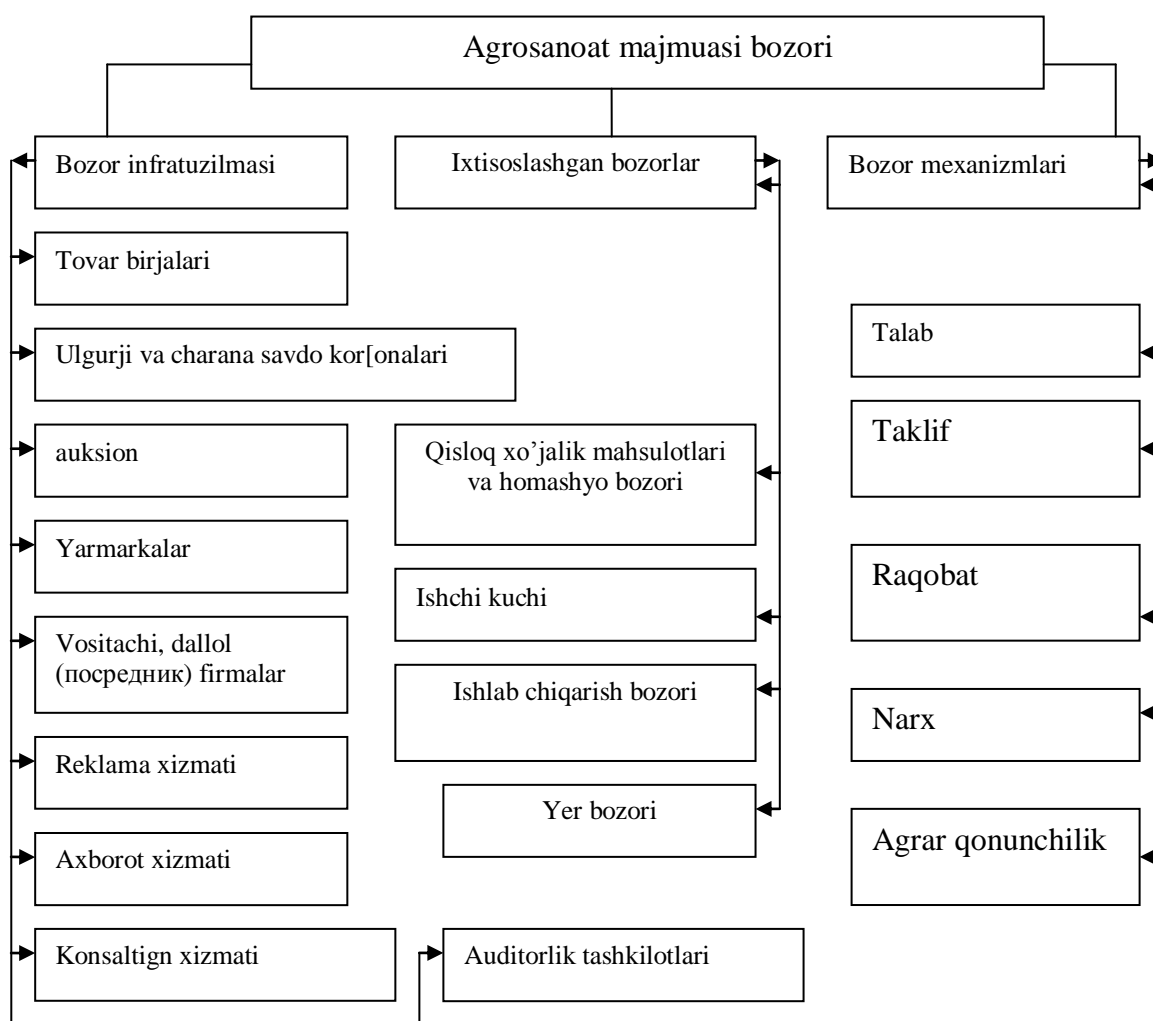 Agrosanoat majmuasi bozori
Bozor infratuzilmasi
Ixtisoslashgan bozorlar
Bozor mexanizmlari
Tovar birjalari
Ulgurji va charana savdo kor[onalari
auksion
Yarmarkalar
Vositachi, dallol
(посредник) firmalar
Reklama xizmati
Axborot xizmati
Konsaltign xizmati
Auditorlik tashkilotlari
Qisloq xo’jalik mahsulotlari
va homashyo bozori
Ishchi kuchi
Ishlab chiqarish bozori
Yer bozori
Talab
Taklif
Raqobat
Narx
Agrar qonunchilik